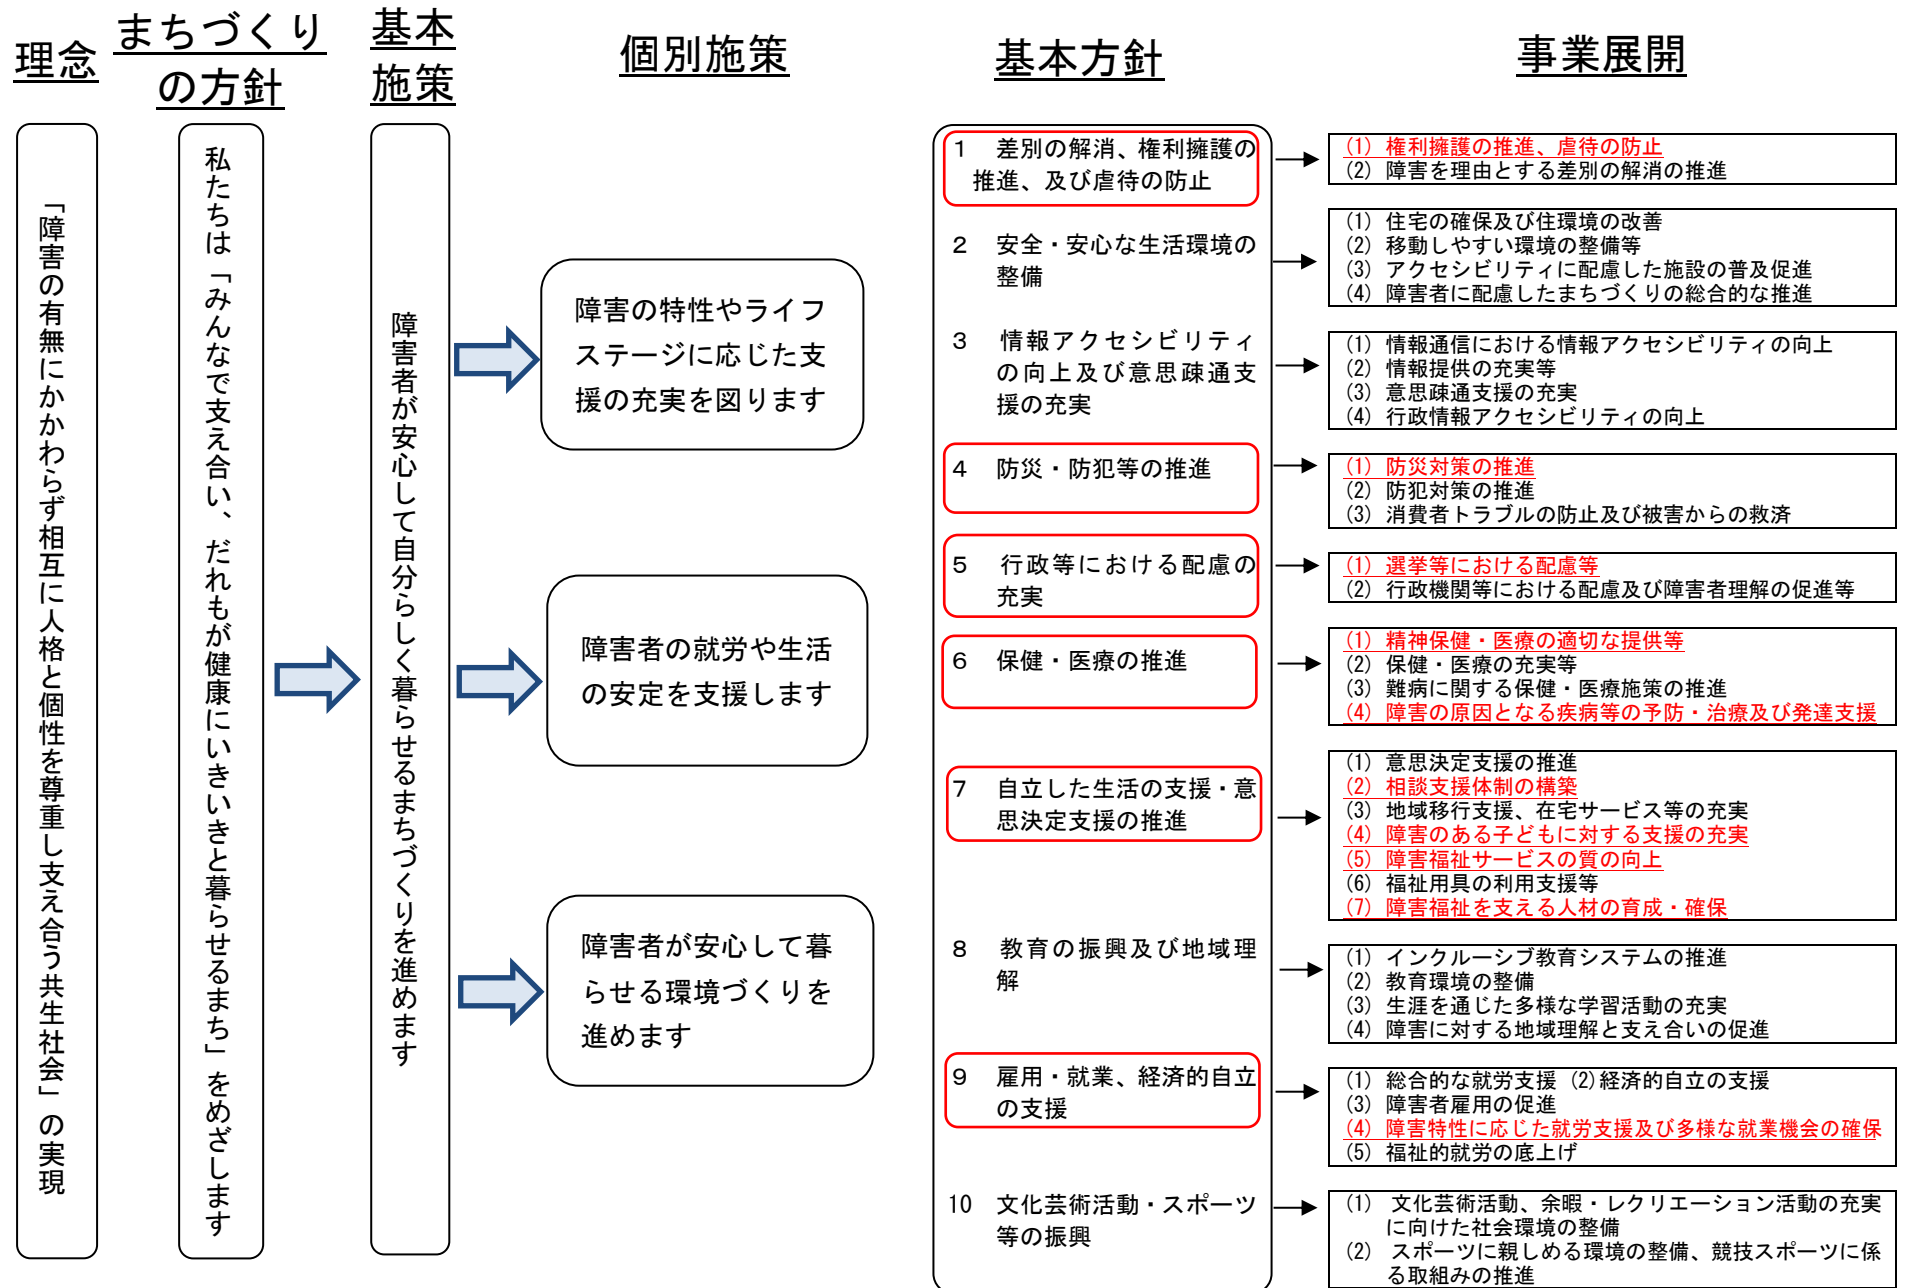 理念
まちづくり
の方針
基本
施策
個別施策
基本方針
事業展開
「障害の有無にかかわらず相互に人格と個性を尊重し支え合う共生社会」の実現
私たちは「みんなで支え合い、だれもが健康にいきいきと暮らせるまち」をめざします
障害者が安心して自分らしく暮らせるまちづくりを進めます
障害の特性やライフ
ステージに応じた支
援の充実を図ります
障害者の就労や生活
の安定を支援します
障害者が安心して暮
らせる環境づくりを
進めます
1 差別の解消、権利擁護の
推進、及び虐待の防止
(1) 権利擁護の推進、虐待の防止
(2) 障害を理由とする差別の解消の推進
2 安全・安心な生活環境の
整備
(1) 住宅の確保及び住環境の改善
(2) 移動しやすい環境の整備等
(3) アクセシビリティに配慮した施設の普及促進
(4) 障害者に配慮したまちづくりの総合的な推進
3 情報アクセシビリティ
の向上及び意思疎通支
援の充実
(1) 情報通信における情報アクセシビリティの向上
(2) 情報提供の充実等
(3) 意思疎通支援の充実
(4) 行政情報アクセシビリティの向上
4 防災・防犯等の推進
(1) 防災対策の推進
(2) 防犯対策の推進
(3) 消費者トラブルの防止及び被害からの救済
5 行政等における配慮の
充実
(1) 選挙等における配慮等
(2) 行政機関等における配慮及び障害者理解の促進等
6 保健・医療の推進
(1) 精神保健・医療の適切な提供等
(2) 保健・医療の充実等
(3) 難病に関する保健・医療施策の推進
(4) 障害の原因となる疾病等の予防・治療及び発達支援
7 自立した生活の支援・意
思決定支援の推進
(1) 意思決定支援の推進
(2) 相談支援体制の構築
(3) 地域移行支援、在宅サービス等の充実
(4) 障害のある子どもに対する支援の充実
(5) 障害福祉サービスの質の向上
(6) 福祉用具の利用支援等
(7) 障害福祉を支える人材の育成・確保
8 教育の振興及び地域理
解
(1) インクルーシブ教育システムの推進
(2) 教育環境の整備
(3) 生涯を通じた多様な学習活動の充実
(4) 障害に対する地域理解と支え合いの促進
9 雇用・就業、経済的自立
の支援
(1) 総合的な就労支援 (2)経済的自立の支援
(3) 障害者雇用の促進
(4) 障害特性に応じた就労支援及び多様な就業機会の確保
(5) 福祉的就労の底上げ
10 文化芸術活動・スポーツ
等の振興
(1) 文化芸術活動、余暇・レクリエーション活動の充実
に向けた社会環境の整備
(2) スポーツに親しめる環境の整備、競技スポーツに係
る取組みの推進